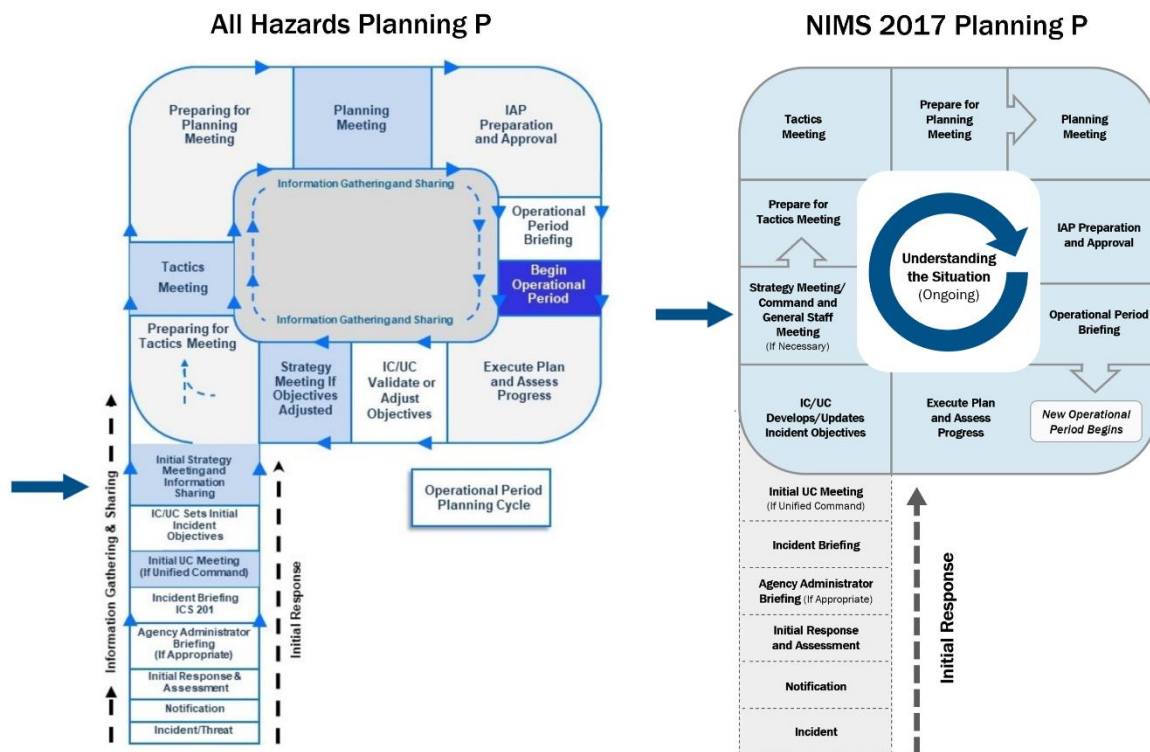 All Hazards Planning P
Preparing for
Planning
Meeting
Planning
Meeting
IAP
Preparation
and Approval
Information Gathering and Sharing
Operational
Period
Briefing
Tactics
Meeting
Begin
Operational
Period
Information Gathering and Sharing
Preparing for
Tactics Meeting
Strategy
Meeting If
Objectives
Adjusted
IC/UC
Validate or
Adjust
Objectives
Execute Plan
and Assess
Progress
Initial Strategy
Meeting and
Information
Sharing
Operational Period
Planning Cycle
IC/UC Sets Initial
Incident
Objectives
Initial UC Meeting
(If Unified Command)
Incident Briefing
ICS 201
Agency Administrator
Briefing
(If Appropriate)
Initial Response &
Assessment
Notification
Incident/Threat
Information Gathering & Sharing
Initial Response
NIMS 2017 Planning P
Tactics
Meeting
Prepare for
Planning
Meeting
Planning
Meeting
Prepare for
Tactics Meeting
Understanding
the Situation
(Ongoing)
IAP Preparation
and Approval
Strategy Meeting/
Command and
General Staff
Meeting
(If Necessary)
Operational Period
Briefing
IC/UC
Develops/Updates
Incident Objectives
Execute Plan
and Assess
Progress
New Operational
Period Begins
Initial UC Meeting
(If Unified Command)
Incident Briefing
Agency Administrator
Briefing (If Appropriate)
Initial Response
and Assessment
Notification
Incident
Initial Response